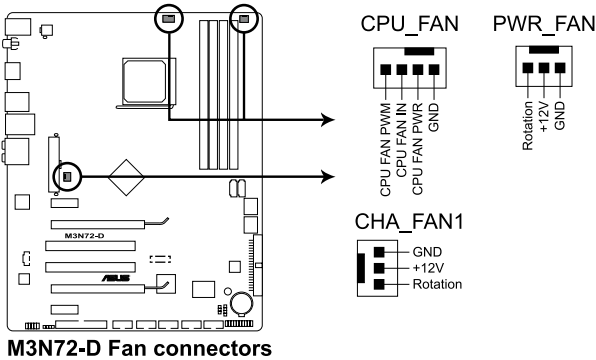 CPU_FAN
PWR_FAN
CPU FAN PWM
CPU FAN IN
CPU FAN PWR
GND
Rotation
+12V
GND
CHA_FAN1
GND
+12V
Rotation
M3N72-D
ASUS
M3N72-D Fan connectors